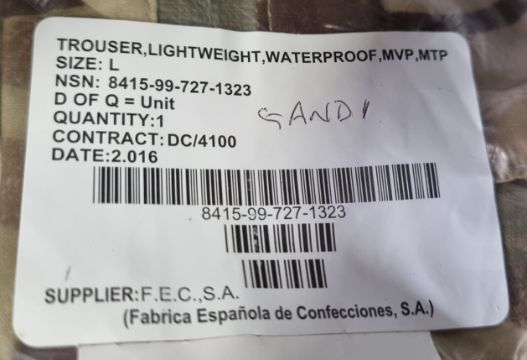 TROUSER,LIGHTWEIGHT,WATERPROOF,MVP,MTP
SIZE: L
NSN: 8415-99-727-1323
D OF Q = Unit
QUANTITY:1
GANDI
CONTRACT: DC/4100
DATE:2.016
8415-99-727-1323
SUPPLIER:F.E.C.,S.A.
(Fabrica Española de Confecciones, S.A.)